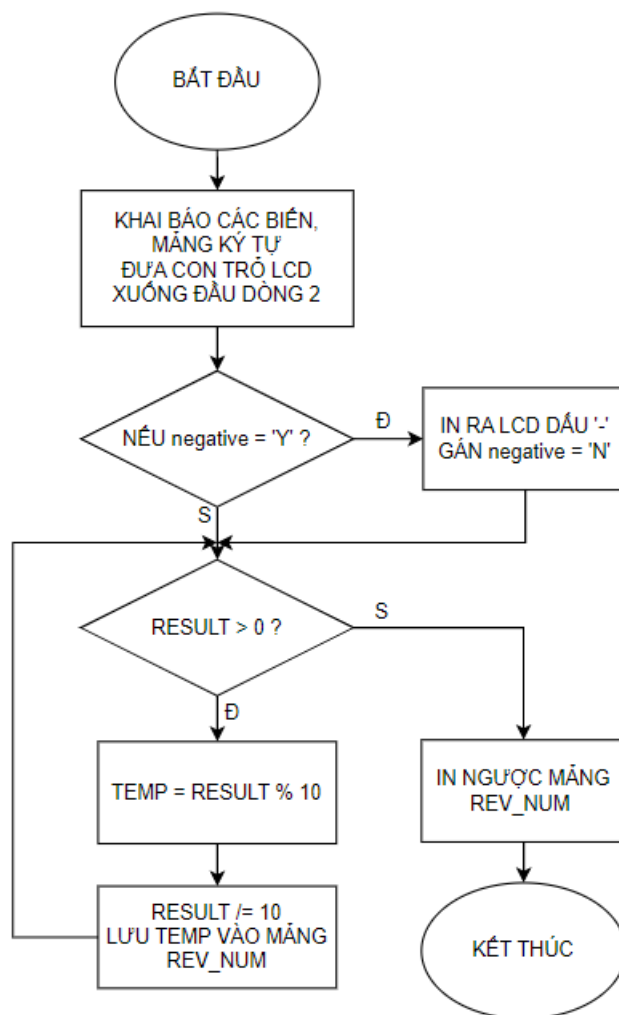 BẮT ĐẦU
KHAI BÁO CÁC BIẾN,
MẢNG KÝ TỰ
ĐƯA CON TRỎ LCD
XUỐNG ĐẦU DÒNG 2
NẾU negative = 'Y' ?
Đ
IN RA LCD DẤU '-'
GÁN negative = 'N'
S
RESULT > 0 ?
S
Đ
TEMP = RESULT % 10
IN NGƯỢC MẢNG
REV_NUM
RESULT /= 10
LƯU TEMP VÀO MẢNG
REV_NUM
KẾT THÚC